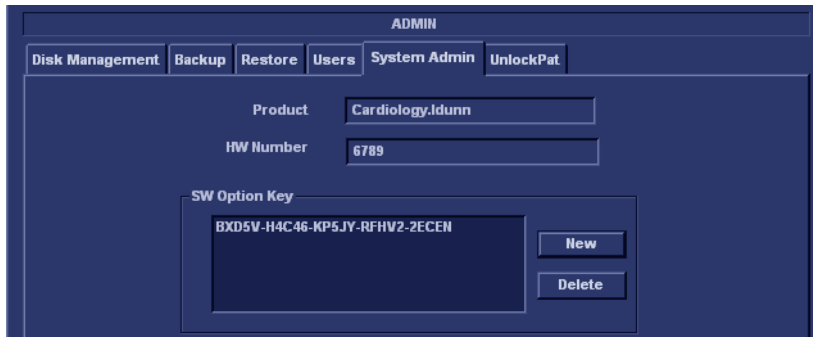 ADMIN
Disk Management Backup Restore Users System Admin UnlockPat
Product Cardiology.Idunn
HW Number 6789
SW Option Key
BXD5V-H4C46-KP5JY-RFHV2-2ECEN
New
Delete